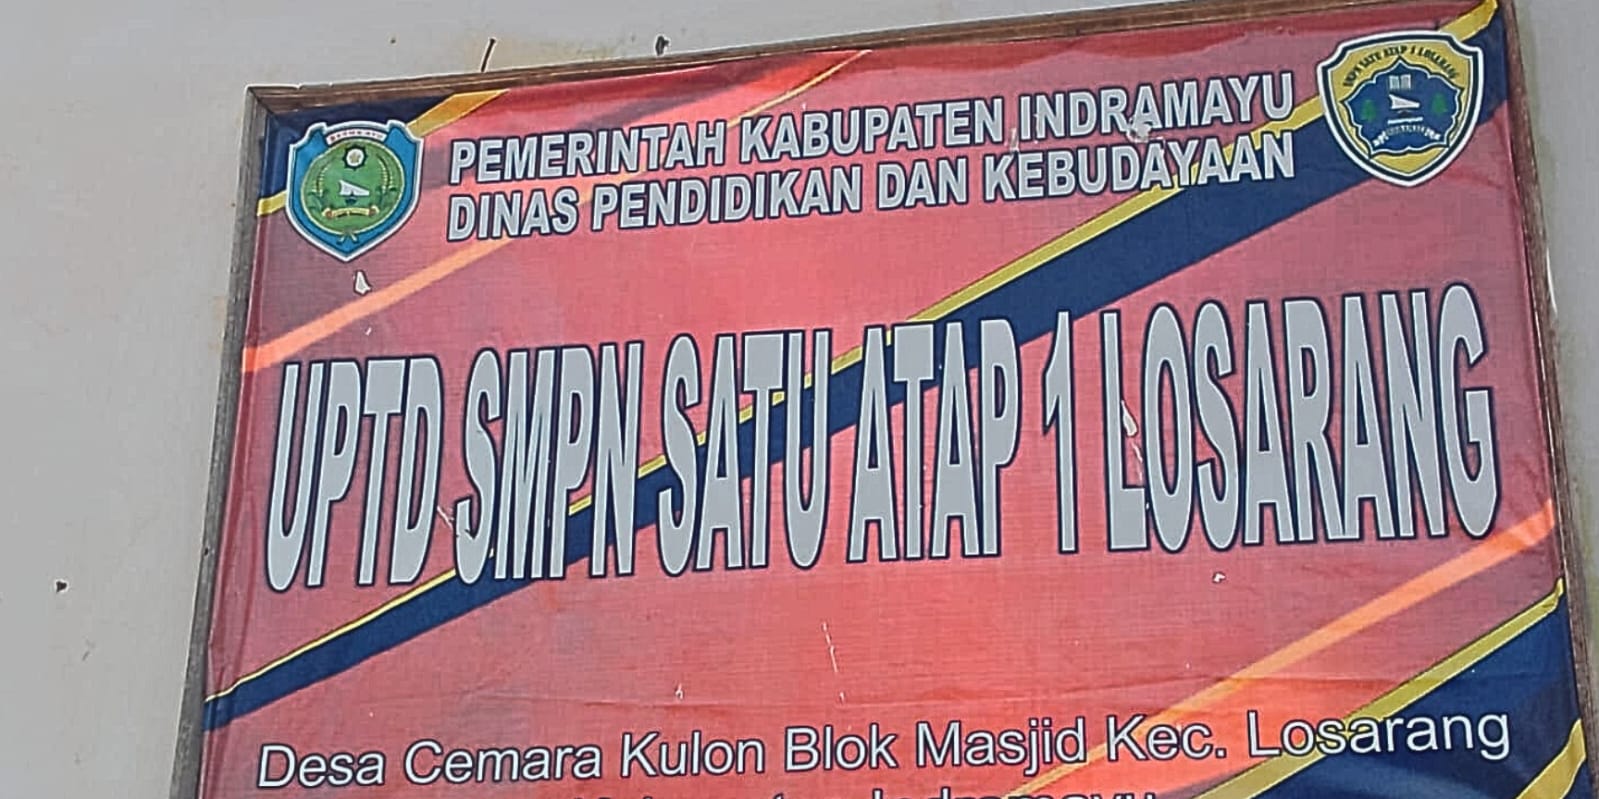 PEMERINTAH KABUPATEN INDRAMAYU
DINAS PENDIDIKAN DAN KEBUDAYAAN
UPTD SMPN SATU ATAP 1 LOSARANG
Desa Cemara Kulon Blok Masjid Kec. Losarang